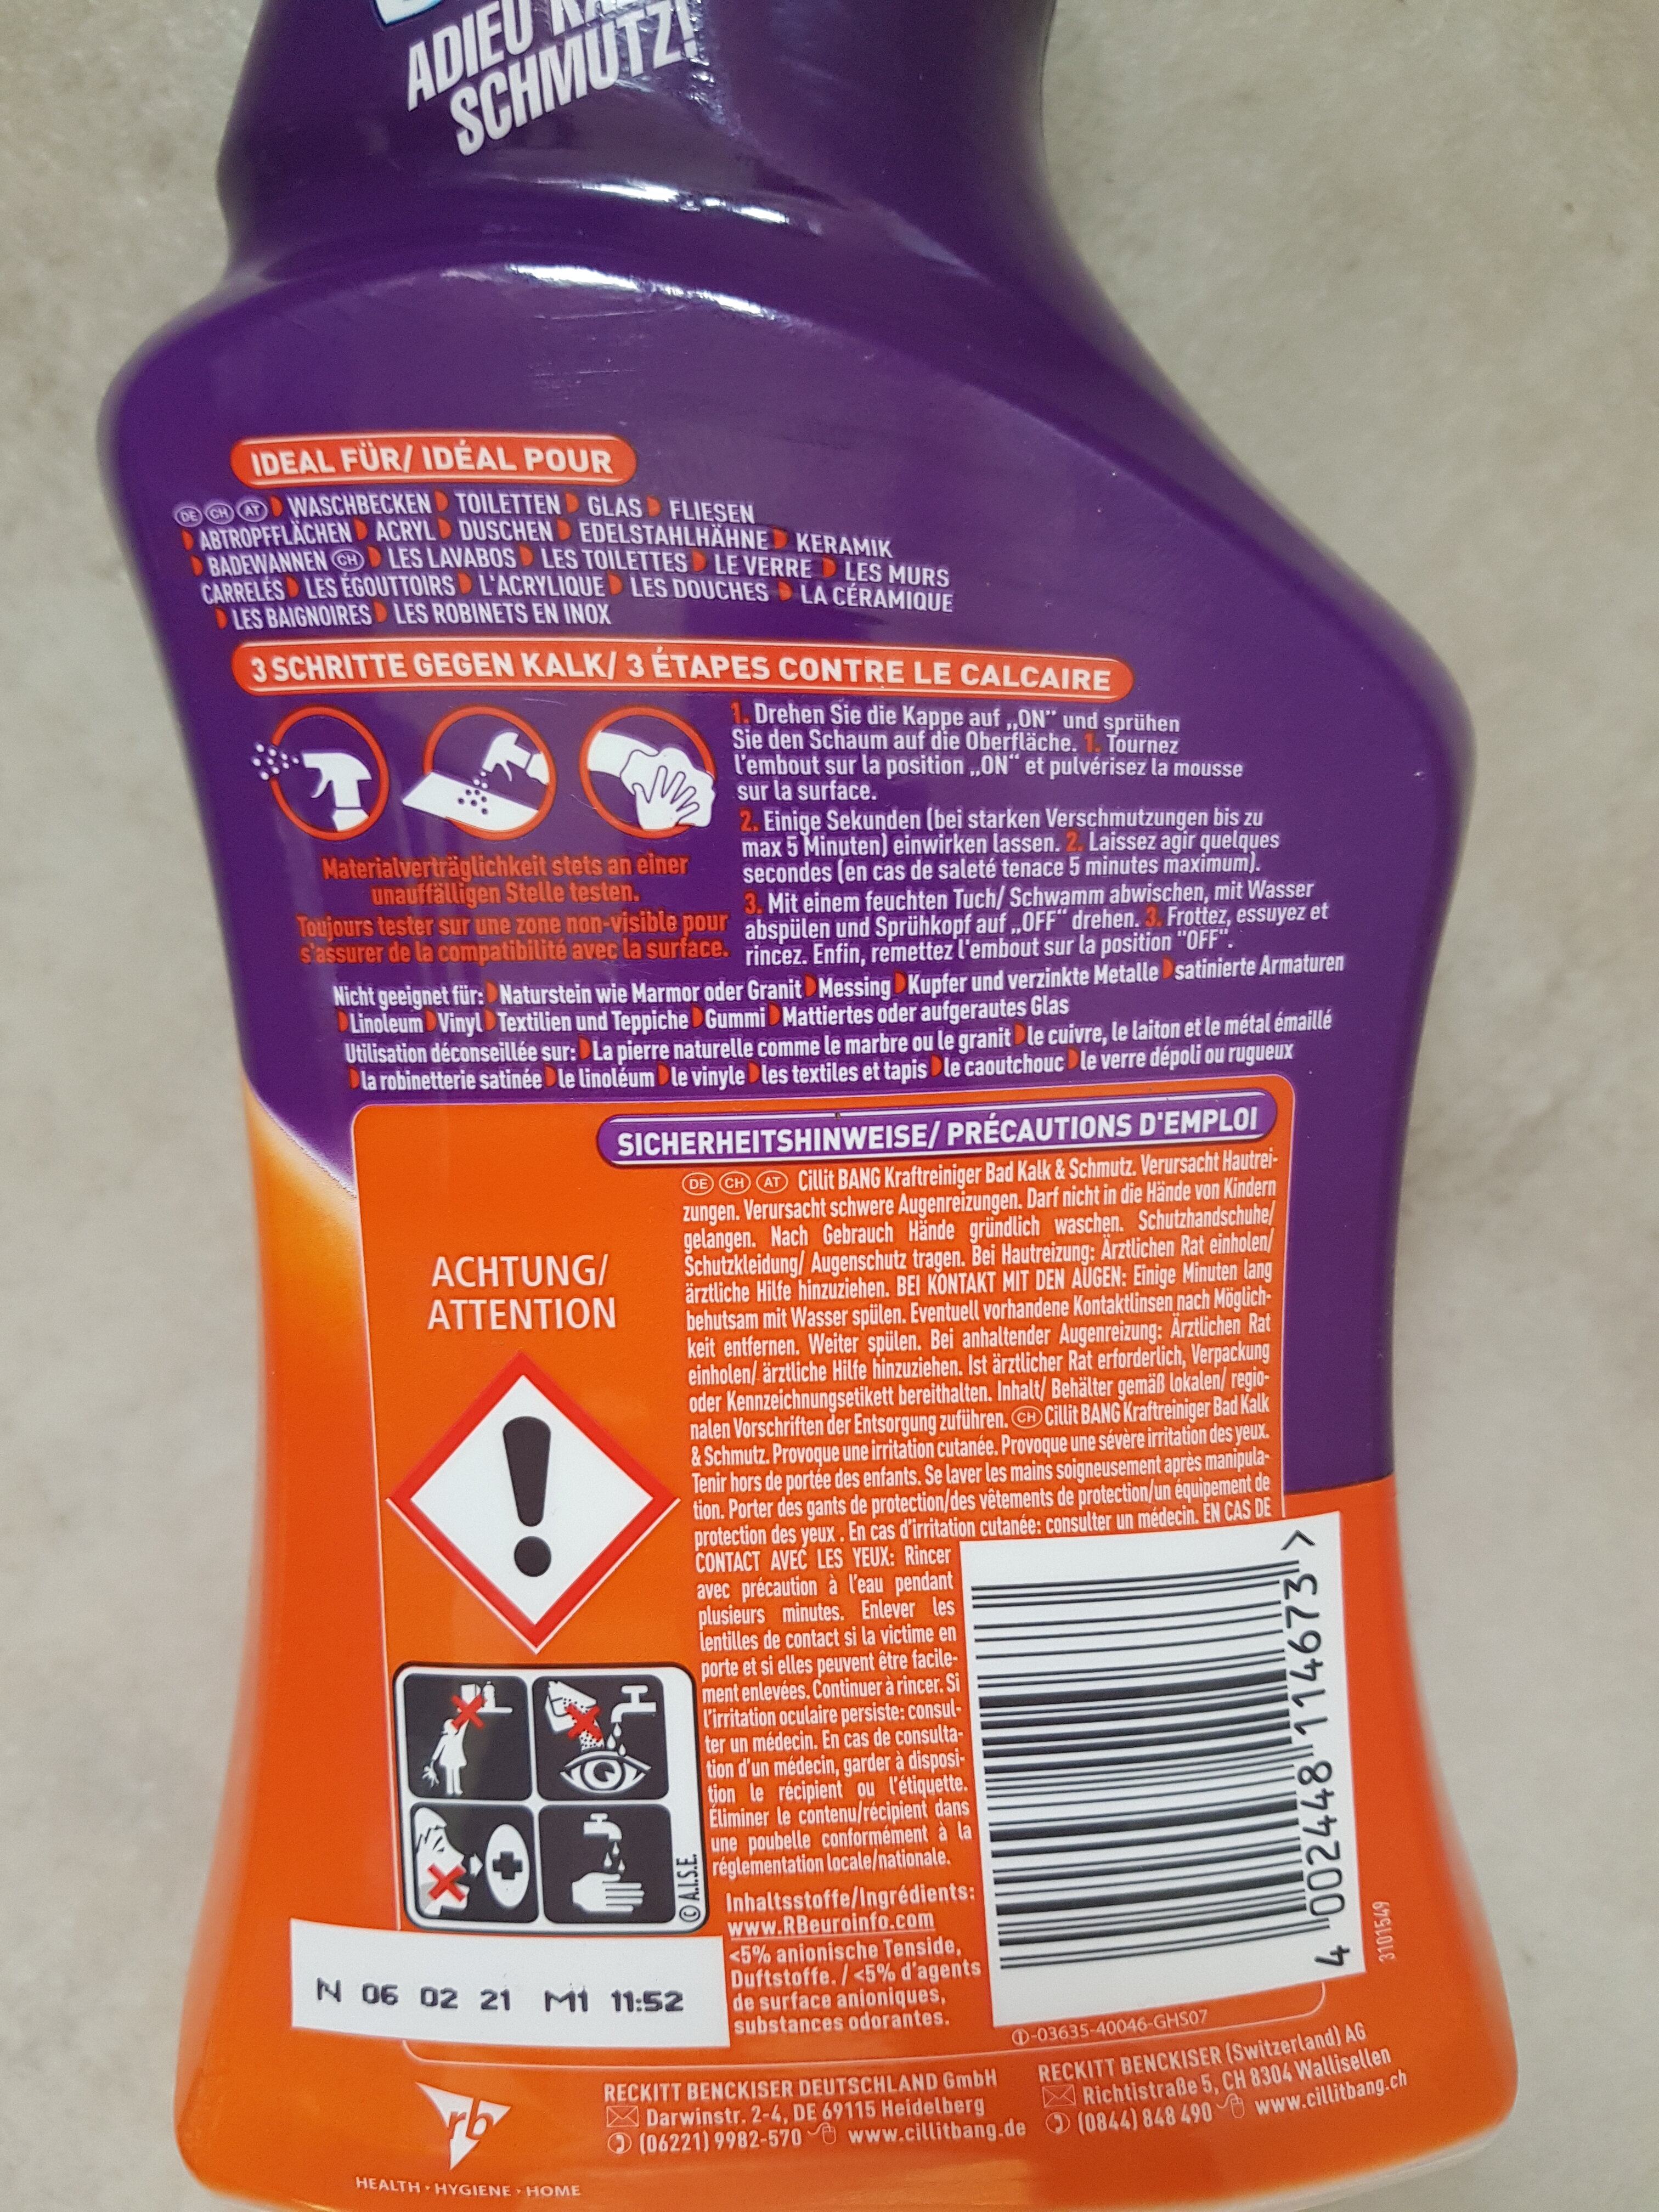 ADIEU
SCHMUTZ!
IDEAL FÜR/ IDÉAL POUR
DE CH AT WASCHBECKEN TOILETTEN GLAS FLIESEN
ABTROPFFLÄCHEN ACRYL DUSCHEN EDELSTAHLHÄHNE KERAMIK
BADEWANNEN CH LES LAVABOS LES TOILETTES LE VERRE LES MURS
CARRELÉS LES ÉGOUTTOIRS L'ACRYLIQUE LES DOUCHES LA CÉRAMIQUE
LES BAIGNOIRES LES ROBINETS EN INOX
3 SCHRITTE GEGEN KALK/ 3 ÉTAPES CONTRE LE CALCAIRE
1. Drehen Sie die Kappe auf „ON" und sprühen
Sie den Schaum auf die Oberfläche. 1. Tournez
l'embout sur la position „ON" et pulvérisez la mousse
sur la surface.
2. Einige Sekunden (bei starken Verschmutzungen bis zu
max 5 Minuten) einwirken lassen. 2. Laissez agir quelques
secondes (en cas de saleté tenace 5 minutes maximum).
3. Mit einem feuchten Tuch/ Schwamm abwischen, mit Wasser
abspülen und Sprühkopf auf „OFF" drehen. 3. Frottez, essuyez et
rincez. Enfin, remettez l'embout sur la position "OFF".
Materialverträglichkeit stets an einer
unauffälligen Stelle testen.
Toujours tester sur une zone non-visible pour
s'assurer de la compatibilité avec la surface.
Nicht geeignet für: Naturstein wie Marmor oder Granit Messing Kupfer und verzinkte Metalle satinierte Armaturen
Linoleum Vinyl Textilien und Teppiche Gummi Mattiertes oder aufgerautes Glas
Utilisation déconseillée sur: La pierre naturelle comme le marbre ou le granit le cuivre, le laiton et le métal émaillé
la robinetterie satinée le linoléum le vinyle les textiles et tapis le caoutchouc le verre dépoli ou rugueux
SICHERHEITSHINWEISE/ PRÉCAUTIONS D'EMPLOI
DE CH AT Cillit BANG Kraftreiniger Bad Kalk & Schmutz. Verursacht Hautrei-
zungen. Verursacht schwere Augenreizungen. Darf nicht in die Hände von Kindern
gelangen. Nach Gebrauch Hände gründlich waschen. Schutzhandschuhe/
Schutzkleidung/ Augenschutz tragen. Bei Hautreizung: Ärztlichen Rat einholen/
ärztliche Hilfe hinzuziehen. BEI KONTAKT MIT DEN AUGEN: Einige Minuten lang
behutsam mit Wasser spülen. Eventuell vorhandene Kontaktlinsen nach Möglich-
keit entfernen. Weiter spülen. Bei anhaltender Augenreizung: Ärztlichen Rat
einholen/ ärztliche Hilfe hinzuziehen. Ist ärztlicher Rat erforderlich, Verpackung
oder Kennzeichnungsetikett bereithalten. Inhalt/ Behälter gemäß lokalen/ regio-
nalen Vorschriften der Entsorgung zuführen. CH Cillit BANG Kraftreiniger Bad Kalk
& Schmutz. Provoque une irritation cutanée. Provoque une sévère irritation des yeux.
Tenir hors de portée des enfants. Se laver les mains soigneusement après manipula-
tion. Porter des gants de protection/des vêtements de protection/un équipement de
protection des yeux . En cas d'irritation cutanée: consulter un médecin. EN CAS DE
CONTACT AVEC LES YEUX: Rincer
avec précaution à l'eau pendant
plusieurs minutes. Enlever les
lentilles de contact si la victime en
porte et si elles peuvent être facile-
ment enlevées. Continuer à rincer. Si
l'irritation oculaire persiste: consul-
ter un médecin. En cas de consulta-
tion d'un médecin, garder à disposi-
tion le récipient ou l'étiquette.
Éliminer le contenu/récipient dans
une poubelle conformément à la
réglementation locale/nationale.
Inhaltsstoffe/Ingrédients:
www.RBeuroinfo.com
<5% anionische Tenside,
Duftstoffe. / <5% d'agents
de surface anioniques,
substances odorantes.
ACHTUNG/
ATTENTION
© A.I.S.E.
N 06 02 21 M1 11:52
4 002448 114673 >
3101549
-03635-40046-GHS07
rb
HEALTH · HYGIENE · HOME
RECKITT BENCKISER DEUTSCHLAND GmbH
Darwinstr. 2-4, DE 69115 Heidelberg
(06221) 9982-570 www.cillitbang.de
RECKITT BENCKISER (Switzerland) AG
Richtistraße 5, CH 8304 Wallisellen
(0844) 848 490 www.cillitbang.ch